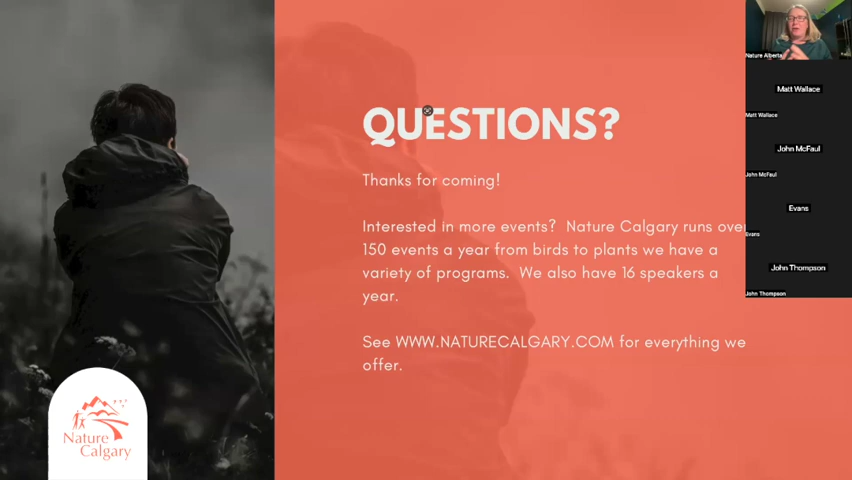 QUESTIONS?
Thanks for coming!
Interested in more events? Nature Calgary runs over
150 events a year from birds to plants we have a
variety of programs. We also have 16 speakers a
year.
See WWW.NATURECALGARY.COM for everything we
offer.
Nature
Calgary
Nature Alberta
Matt Wallace
Matt Wallace
John McFaul
John McFaul
Evans
Evans
John Thompson
John Thompson